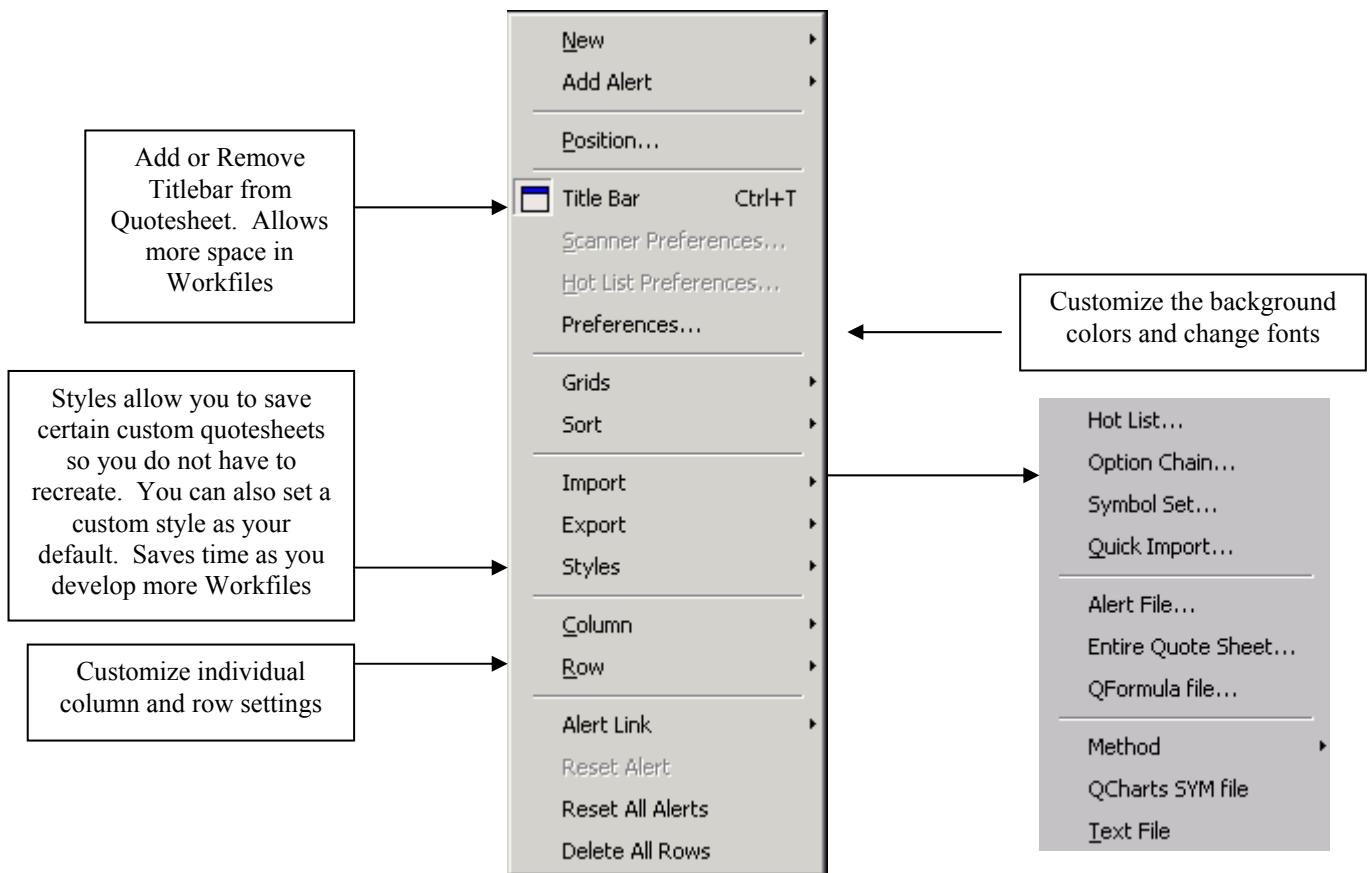 New
Add Alert
Position...
Title Bar Ctrl+T
Scanner Preferences...
Hot List Preferences...
Preferences...
Grids
Sort
Import
Export
Styles
Column
Row
Alert Link
Reset Alert
Reset All Alerts
Delete All Rows
Add or Remove
Titlebar from
Quotesheet. Allows
more space in
Workfiles
Styles allow you to save
certain custom quotesheets
so you do not have to
recreate. You can also set a
custom style as your
default. Saves time as you
develop more Workfiles
Customize individual
column and row settings
Customize the background
colors and change fonts
Hot List...
Option Chain...
Symbol Set...
Quick Import...
Alert File...
Entire Quote Sheet...
QFormula file...
Method
QCharts SYM file
Text File